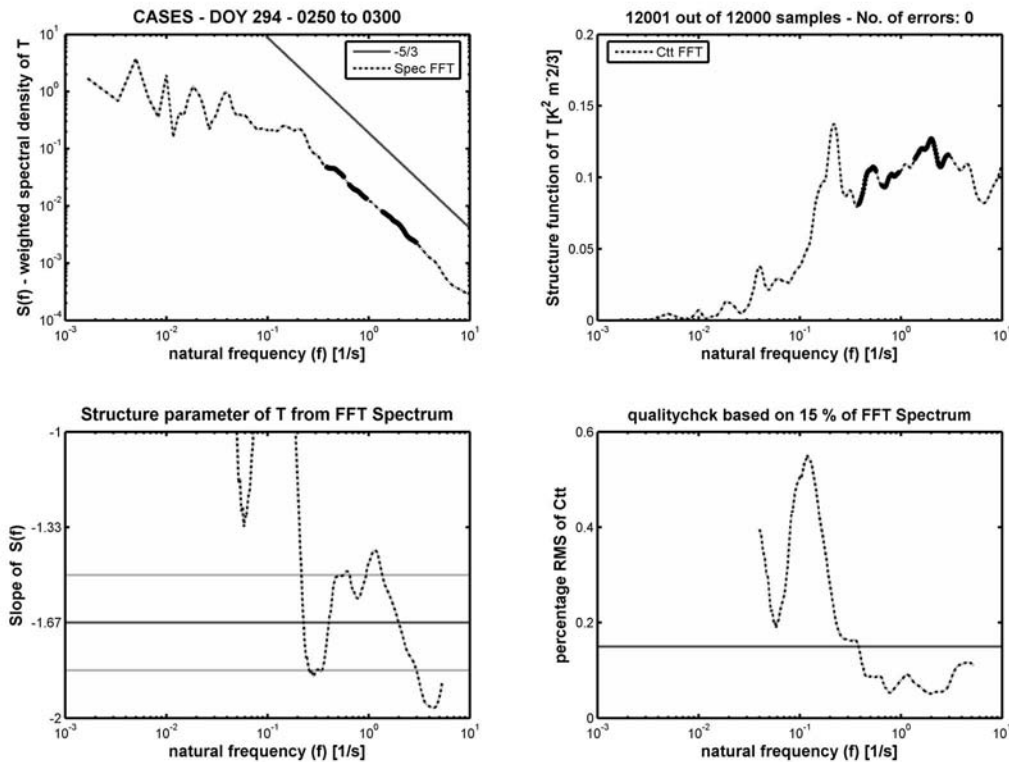 CASES - DOY 294 - 0250 to 0300
10^1
10^0
10^-1
10^-2
10^-3
10^-4
S(f) - weighted spectral density of T
-5/3
Spec FFT
10^-3 10^-2 10^-1 10^0 10^1
natural frequency (f) [1/s]
12001 out of 12000 samples - No. of errors: 0
0.2
0.15
0.1
0.05
0
Structure function of T [K^2 m^-2/3]
Ctt FFT
10^-3 10^-2 10^-1 10^0 10^1
natural frequency (f) [1/s]
Structure parameter of T from FFT Spectrum
-1
-1.33
-1.67
-2
Slope of S(f)
10^-3 10^-2 10^-1 10^0 10^1
natural frequency (f) [1/s]
qualitychck based on 15 % of FFT Spectrum
0.6
0.4
0.2
0
percentage RMS of Ctt
10^-3 10^-2 10^-1 10^0 10^1
natural frequency (f) [1/s]